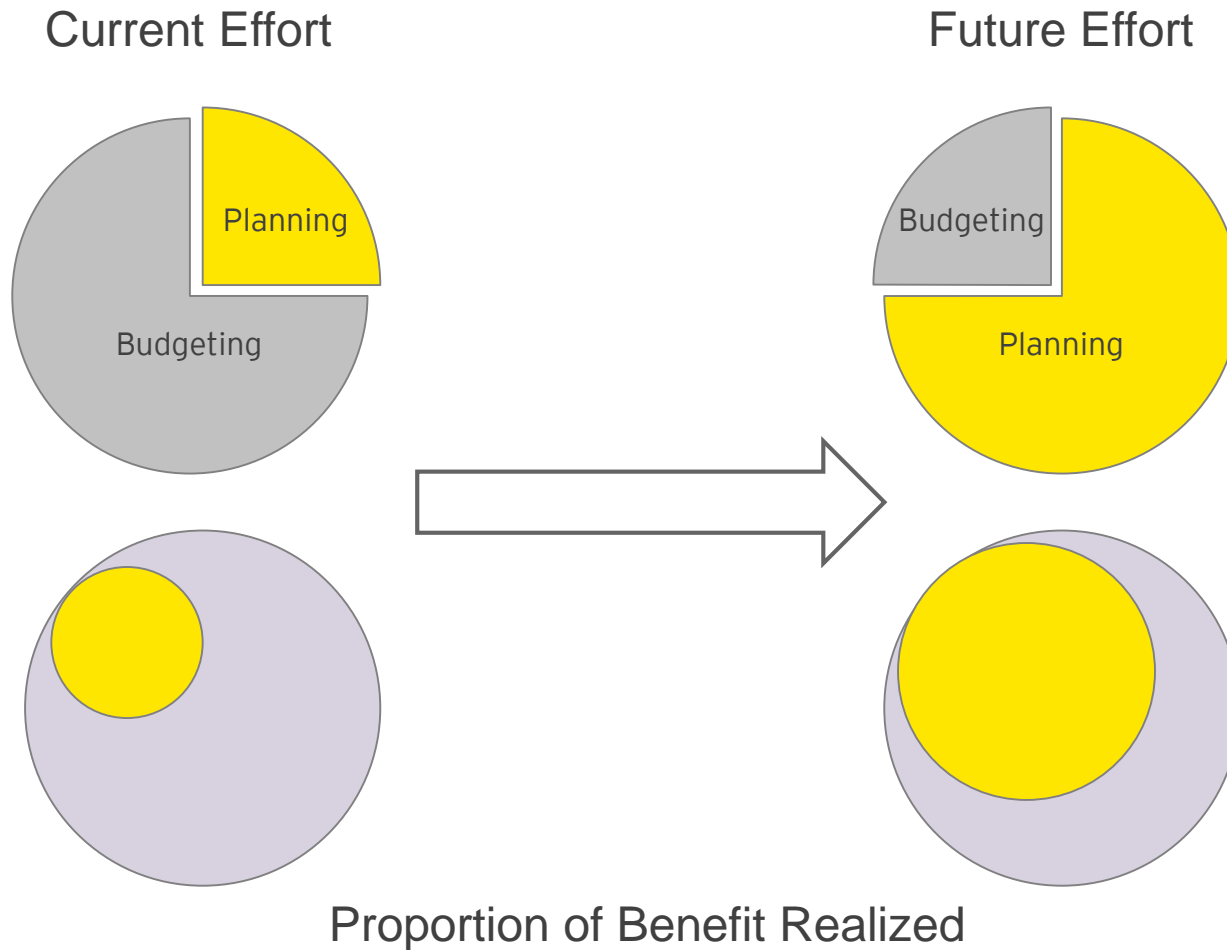 Current Effort
Future Effort
Planning
Budgeting
Budgeting
Planning
Proportion of Benefit Realized